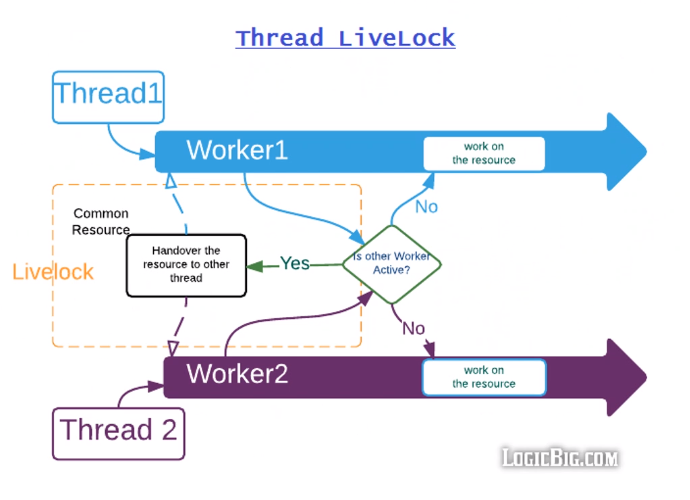 Thread LiveLock
Thread1
Worker1
work on
the resource
Common
Resource
No
Handover the
resource to other
thread
Livelock
Yes
Is other Worker
Active?
No
Worker2
work on
the resource
Thread 2
LogicBig.com